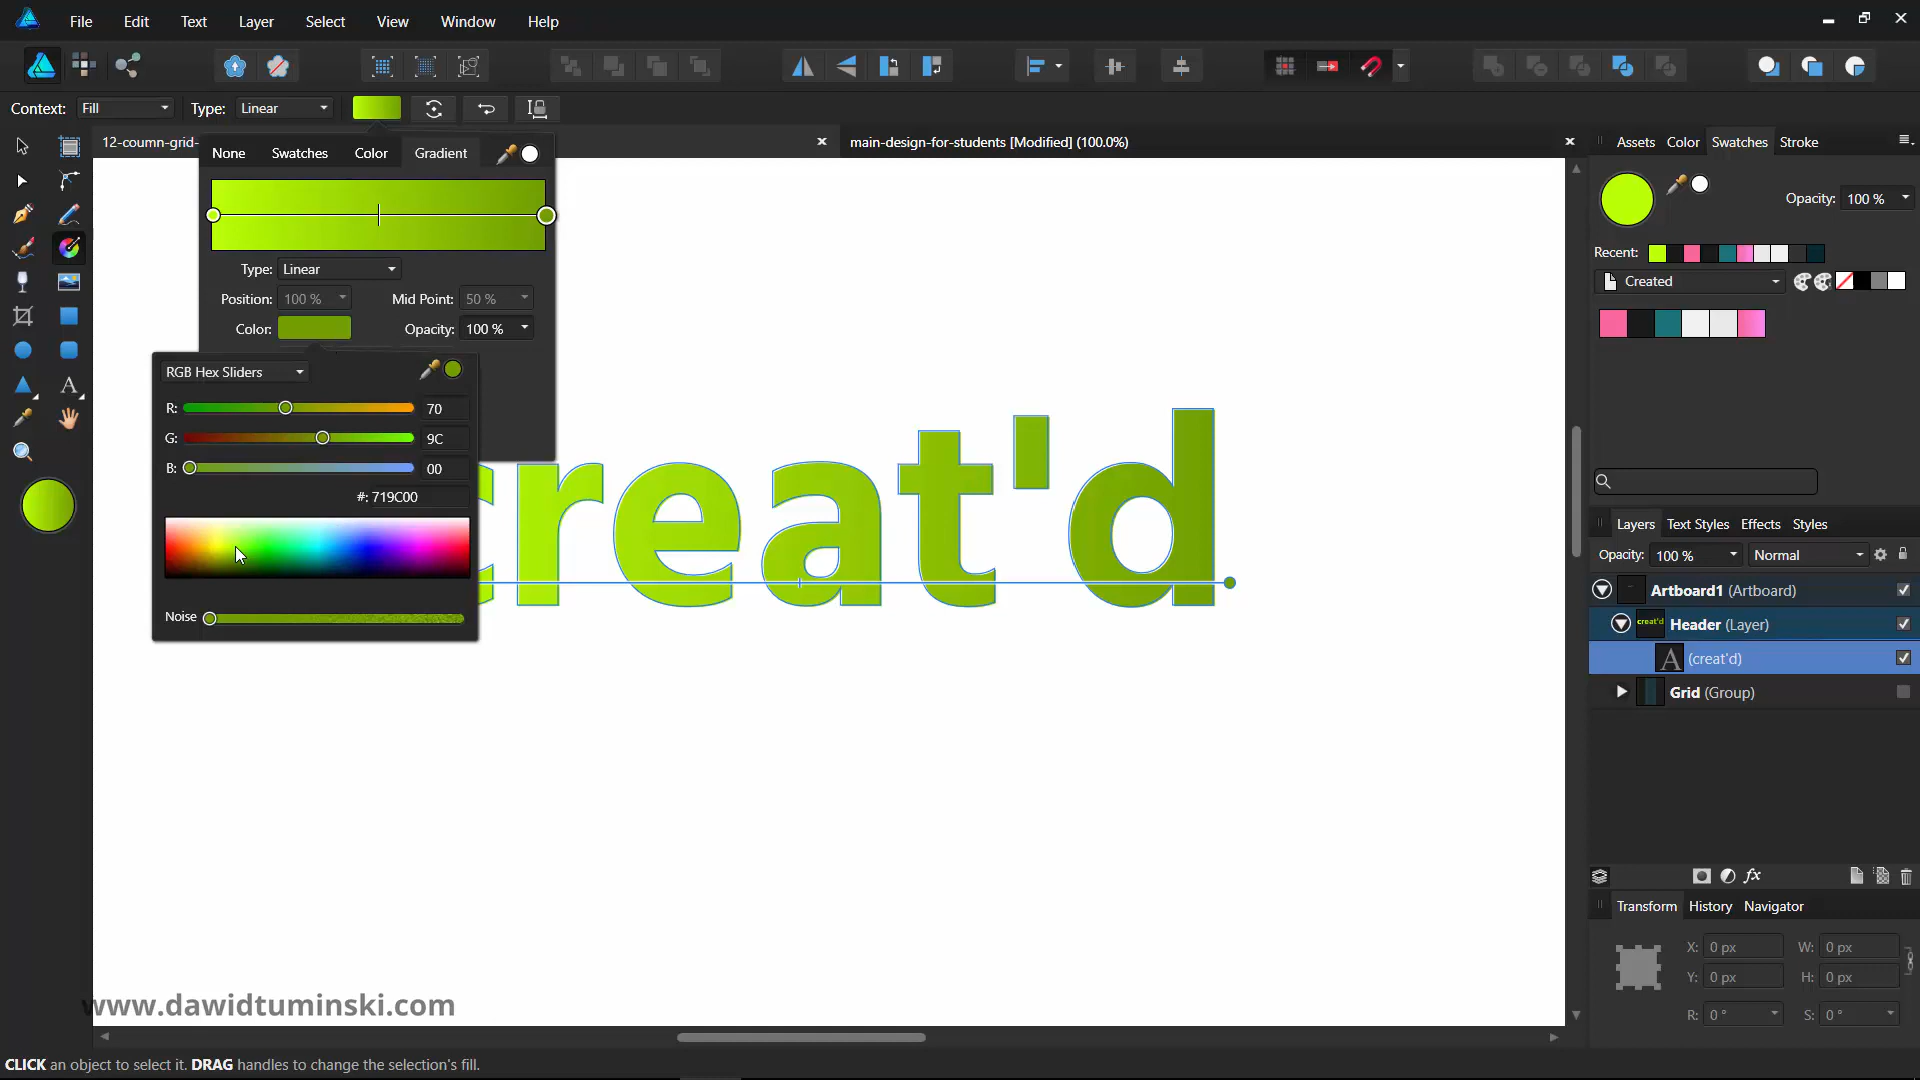 File Edit Text Layer Select View Window Help
Context: Fill Type: Linear
12-coumn-grid-
main-design-for-students [Modified] (100.0%)
None Swatches Color Gradient
Type: Linear
Position: 100 % Mid Point: 50 %
Color: Opacity: 100 %
RGB Hex Sliders
R: 70
G: 9C
B: 00
#: 719C00
Noise
creat'd
www.dawidtuminski.com
CLICK an object to select it. DRAG handles to change the selection's fill.
Assets Color Swatches Stroke
Opacity: 100 %
Recent:
Created
Layers Text Styles Effects Styles
Opacity: 100 % Normal
Artboard1 (Artboard)
creat'd Header (Layer)
A (creat'd)
Grid (Group)
fx
Transform History Navigator
X: 0 px W: 0 px
Y: 0 px H: 0 px
R: 0 ° S: 0 °